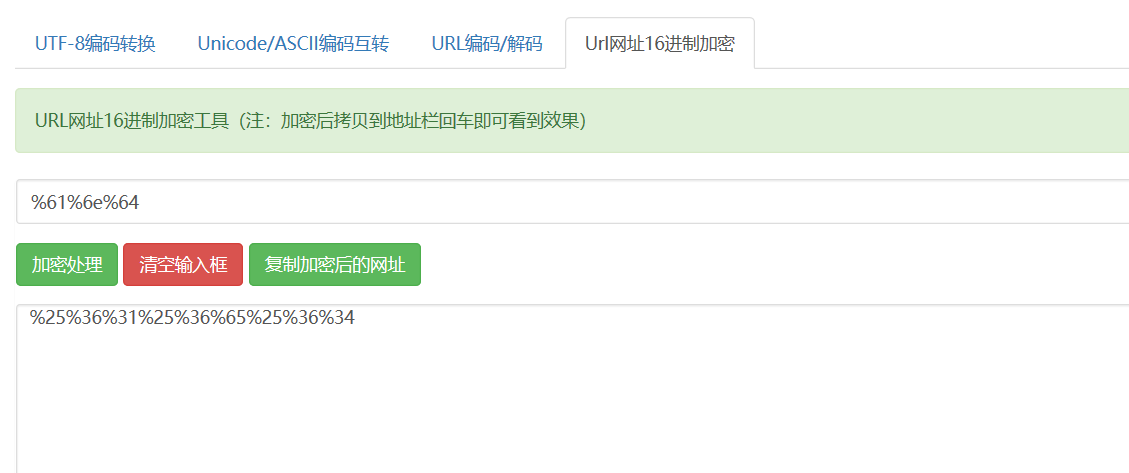 UTF-8编码转换 Unicode/ASCII编码互转 URL编码/解码 Url网址16进制加密
URL网址16进制加密工具（注：加密后拷贝到地址栏回车即可看到效果）
%61%6e%64
加密处理 清空输入框 复制加密后的网址
%25%36%31%25%36%65%25%36%34